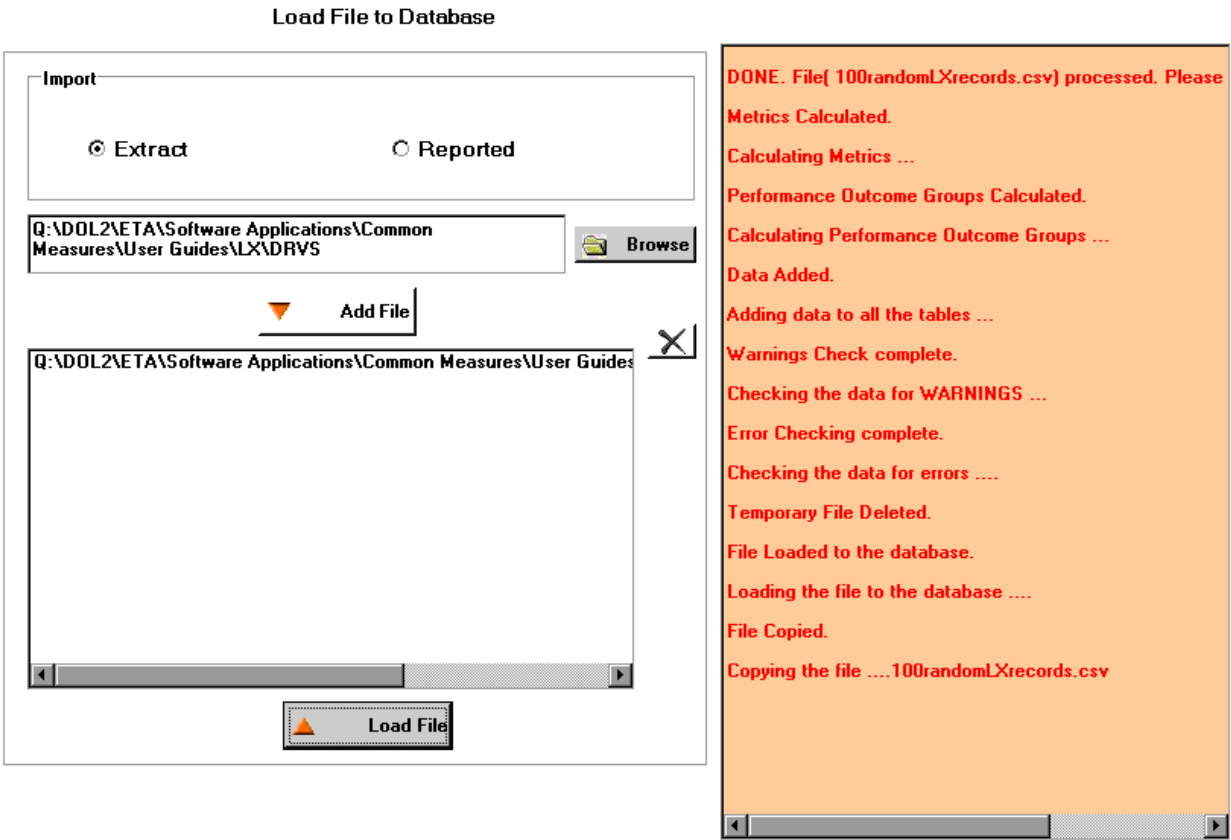 Load File to Database
Import
Extract
Reported
Q:\DOL2\ETA\Software Applications\Common
Measures\User Guides\LX\DRVS
Browse
Add File
Q:\DOL2\ETA\Software Applications\Common Measures\User Guides
Load File
DONE. File( 100randomLXrecords.csv) processed. Please
Metrics Calculated.
Calculating Metrics ...
Performance Outcome Groups Calculated.
Calculating Performance Outcome Groups ...
Data Added.
Adding data to all the tables ...
Warnings Check complete.
Checking the data for WARNINGS ...
Error Checking complete.
Checking the data for errors ....
Temporary File Deleted.
File Loaded to the database.
Loading the file to the database ....
File Copied.
Copying the file ....100randomLXrecords.csv